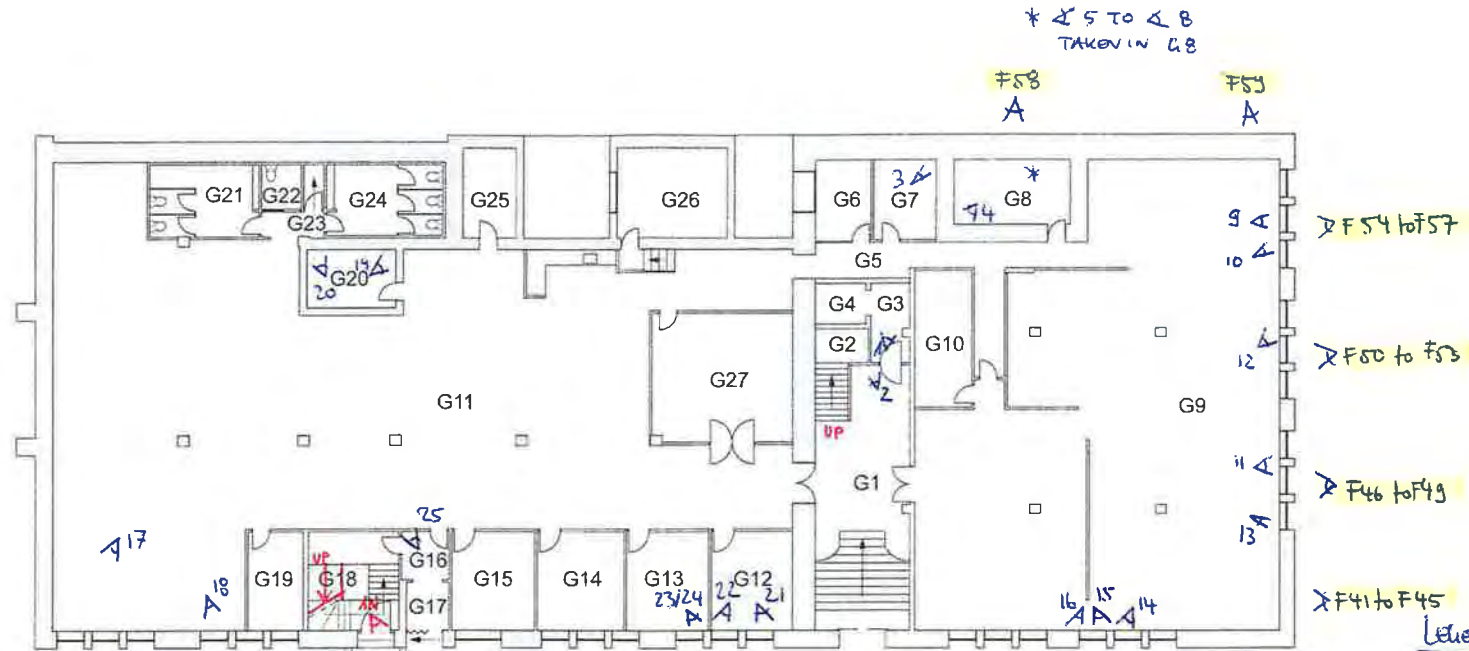 * ∢ 5 TO ∢ 8
TAKEN IN G8
F58
F59
G21
G22
G23
G24
G25
G26
G6
3
G7
4
*
G8
9
F54 to F57
10
G5
G20
19
20
G4
G3
G2
1
2
G10
12
F50 to F53
G27
G11
UP
G9
G1
11
F46 to F49
13
25
17
18
G19
UP
G18
IN
G16
G17
G15
G14
G13
23/24
G12
22
21
16
15
14
F41 to F45